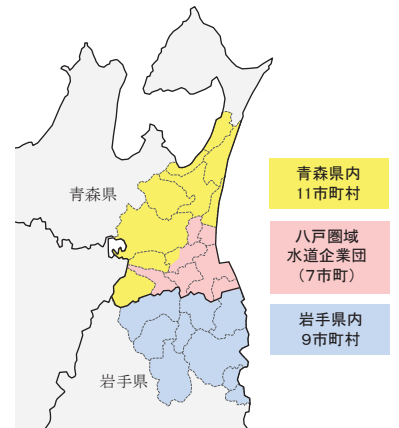 青森県
岩手県
青森県内
11市町村
八戸圏域
水道企業団
（7市町）
岩手県内
9市町村